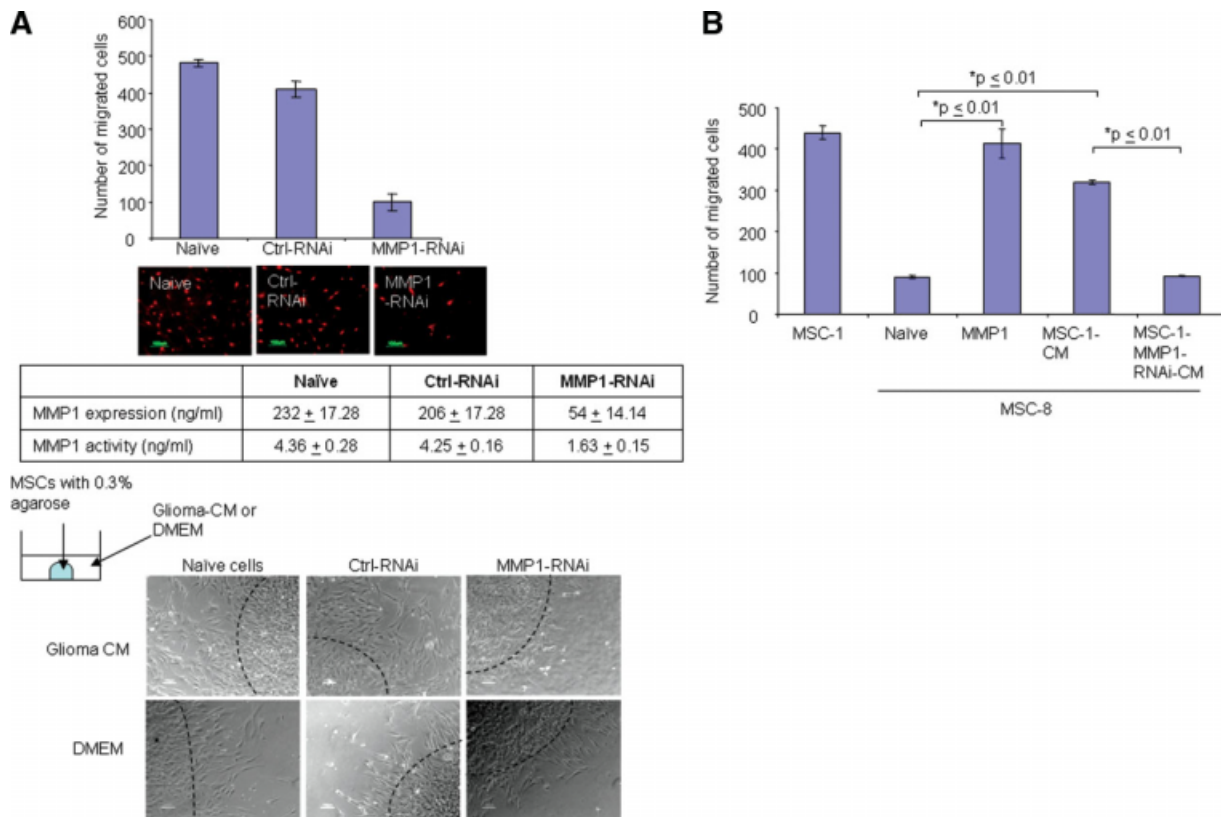 A
Number of migrated cells
600
500
400
300
200
100
0
Naïve Ctrl-RNAi MMP1-RNAi
Naive
Ctrl-
RNAi
MMP1
-RNAi
Naïve Ctrl-RNAi MMP1-RNAi
MMP1 expression (ng/ml) 232 ± 17.28 206 ± 17.28 54 ± 14.14
MMP1 activity (ng/ml) 4.36 ± 0.28 4.25 ± 0.16 1.63 ± 0.15
MSCs with 0.3%
agarose
Glioma-CM or
DMEM
Naïve cells Ctrl-RNAi MMP1-RNAi
Glioma CM
DMEM
B
*p ≤ 0.01
*p ≤ 0.01
*p ≤ 0.01
Number of migrated cells
500
400
300
200
100
0
MSC-1
Naive
MMP1
MSC-1-
CM
MSC-1-
MMP1-
RNAi-CM
MSC-8